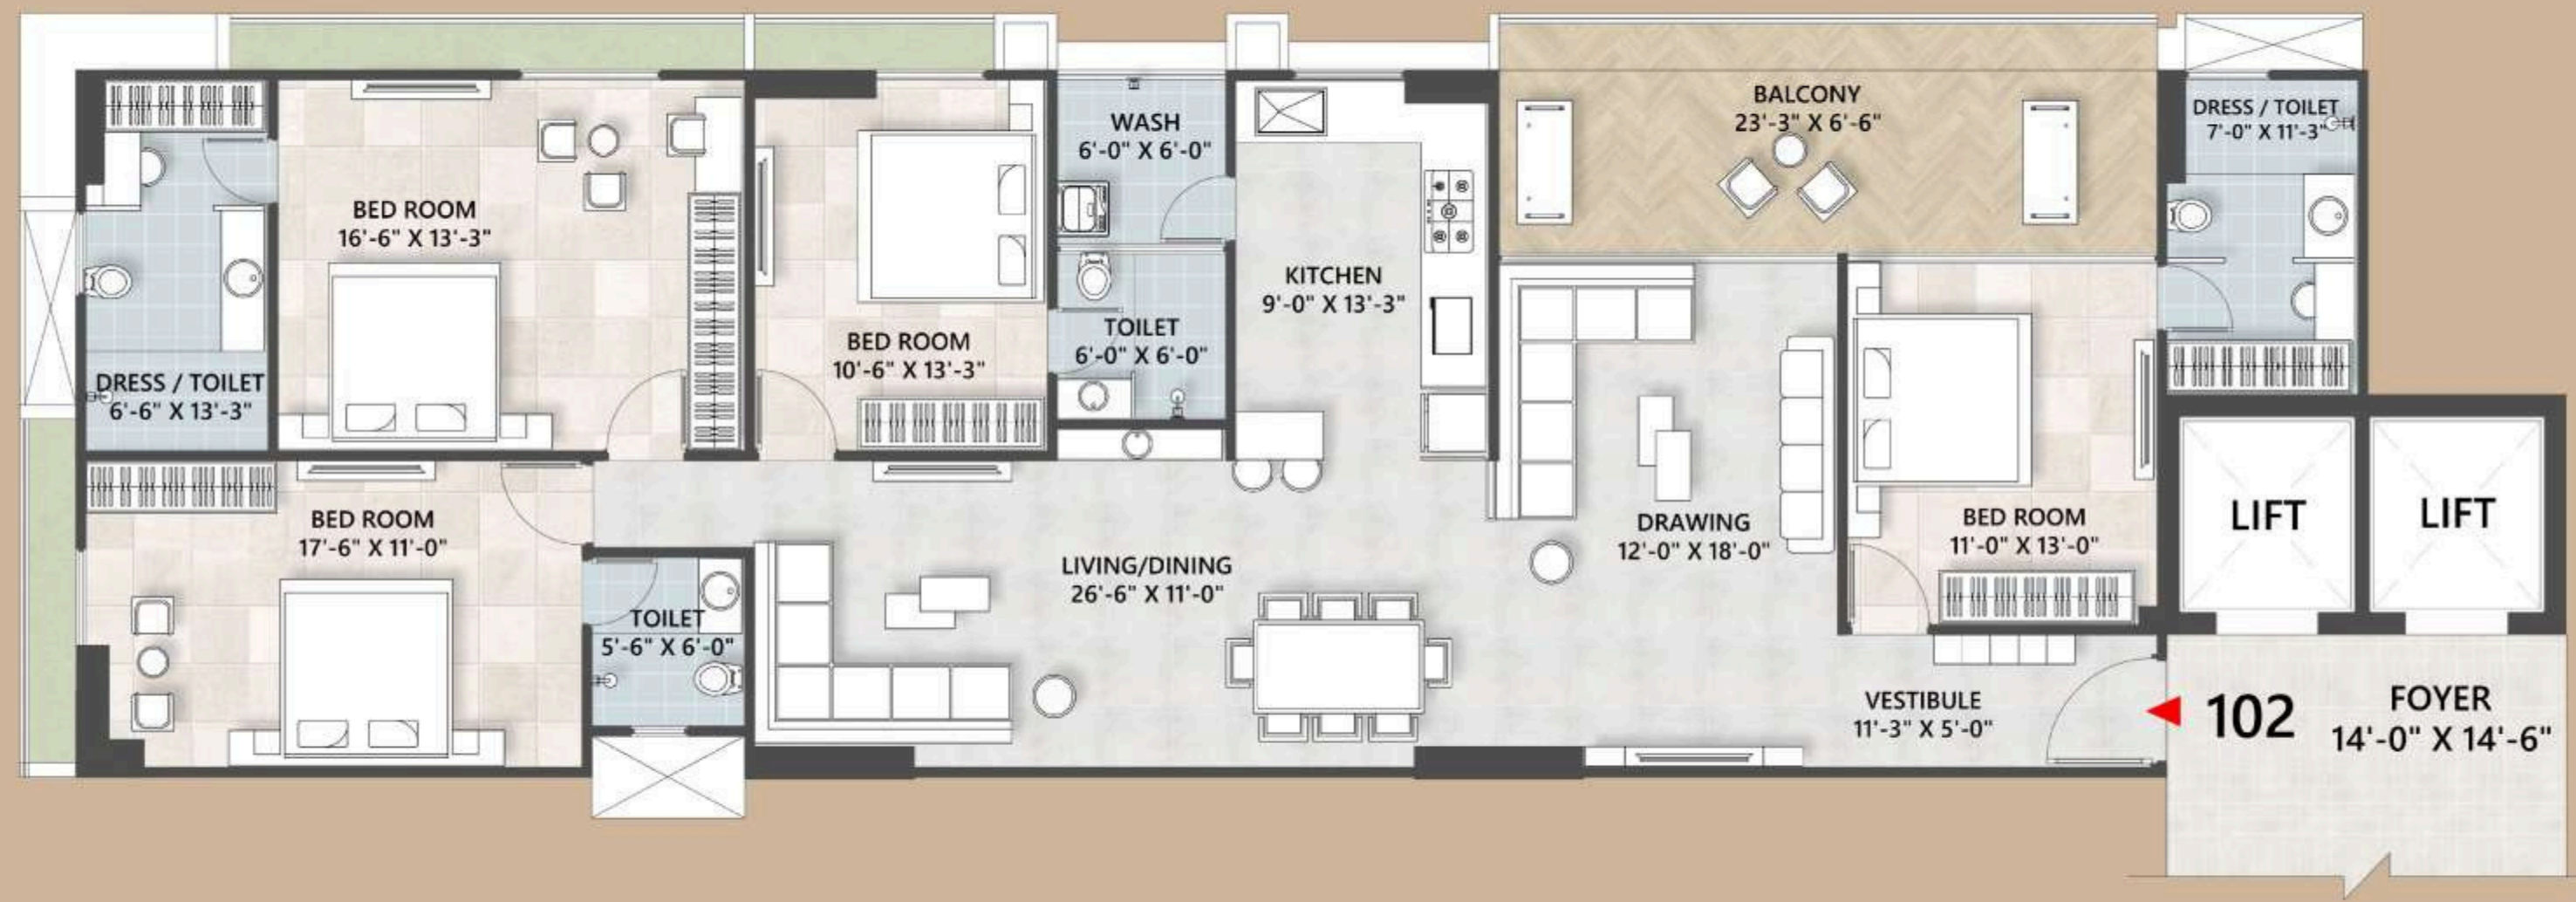 BED ROOM
16'-6" X 13'-3"
DRESS / TOILET
6'-6" X 13'-3"
BED ROOM
10'-6" X 13'-3"
WASH
6'-0" X 6'-0"
TOILET
6'-0" X 6'-0"
KITCHEN
9'-0" X 13'-3"
BALCONY
23'-3" X 6'-6"
DRESS / TOILET
7'-0" X 11'-3"
BED ROOM
17'-6" X 11'-0"
TOILET
5'-6" X 6'-0"
LIVING/DINING
26'-6" X 11'-0"
DRAWING
12'-0" X 18'-0"
BED ROOM
11'-0" X 13'-0"
LIFT
LIFT
VESTIBULE
11'-3" X 5'-0"
102
FOYER
14'-0" X 14'-6"